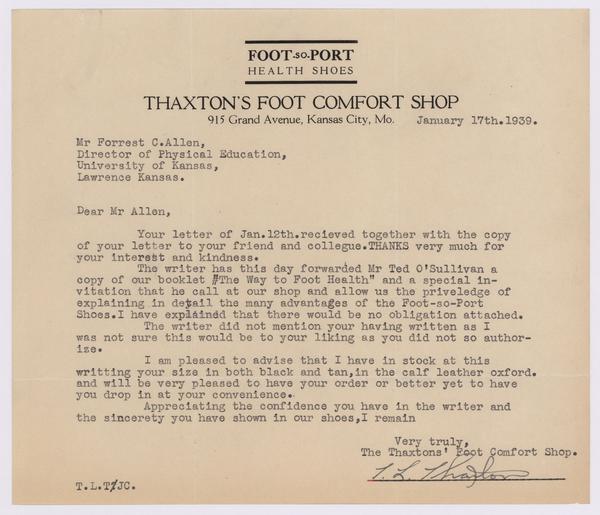 FOOT-SO-PORT
HEALTH SHOES
THAXTON'S FOOT COMFORT SHOP
915 Grand Avenue, Kansas City, Mo.    January 17th.1939.
Mr Forrest C.Allen,
Director of Physical Education,
University of Kansas,
Lawrence Kansas.
Dear Mr Allen,
Your letter of Jan.12th.recieved together with the copy
of your letter to your friend and collegue.THANKS very much for
your interest and kindness.
The writer has this day forwarded Mr Ted O'Sullivan a
copy of our booklet "The Way to Foot Health" and a special in-
vitation that he call at our shop and allow us the priveledge of
explaining in detail the many advantages of the Foot-so-Port
Shoes.I have explained that there would be no obligation attached.
The writer did not mention your having written as I
was not sure this would be to your liking as you did not so author-
ize.
I am pleased to advise that I have in stock at this
writting your size in both black and tan,in the calf leather oxford.
and will be very pleased to have your order or better yet to have
you drop in at your convenience.
Appreciating the confidence you have in the writer and
the sincerety you have shown in our shoes,I remain
Very truly,
The Thaxtons' Foot Comfort Shop.
T. L. Thaxton
T.L.T/JC.